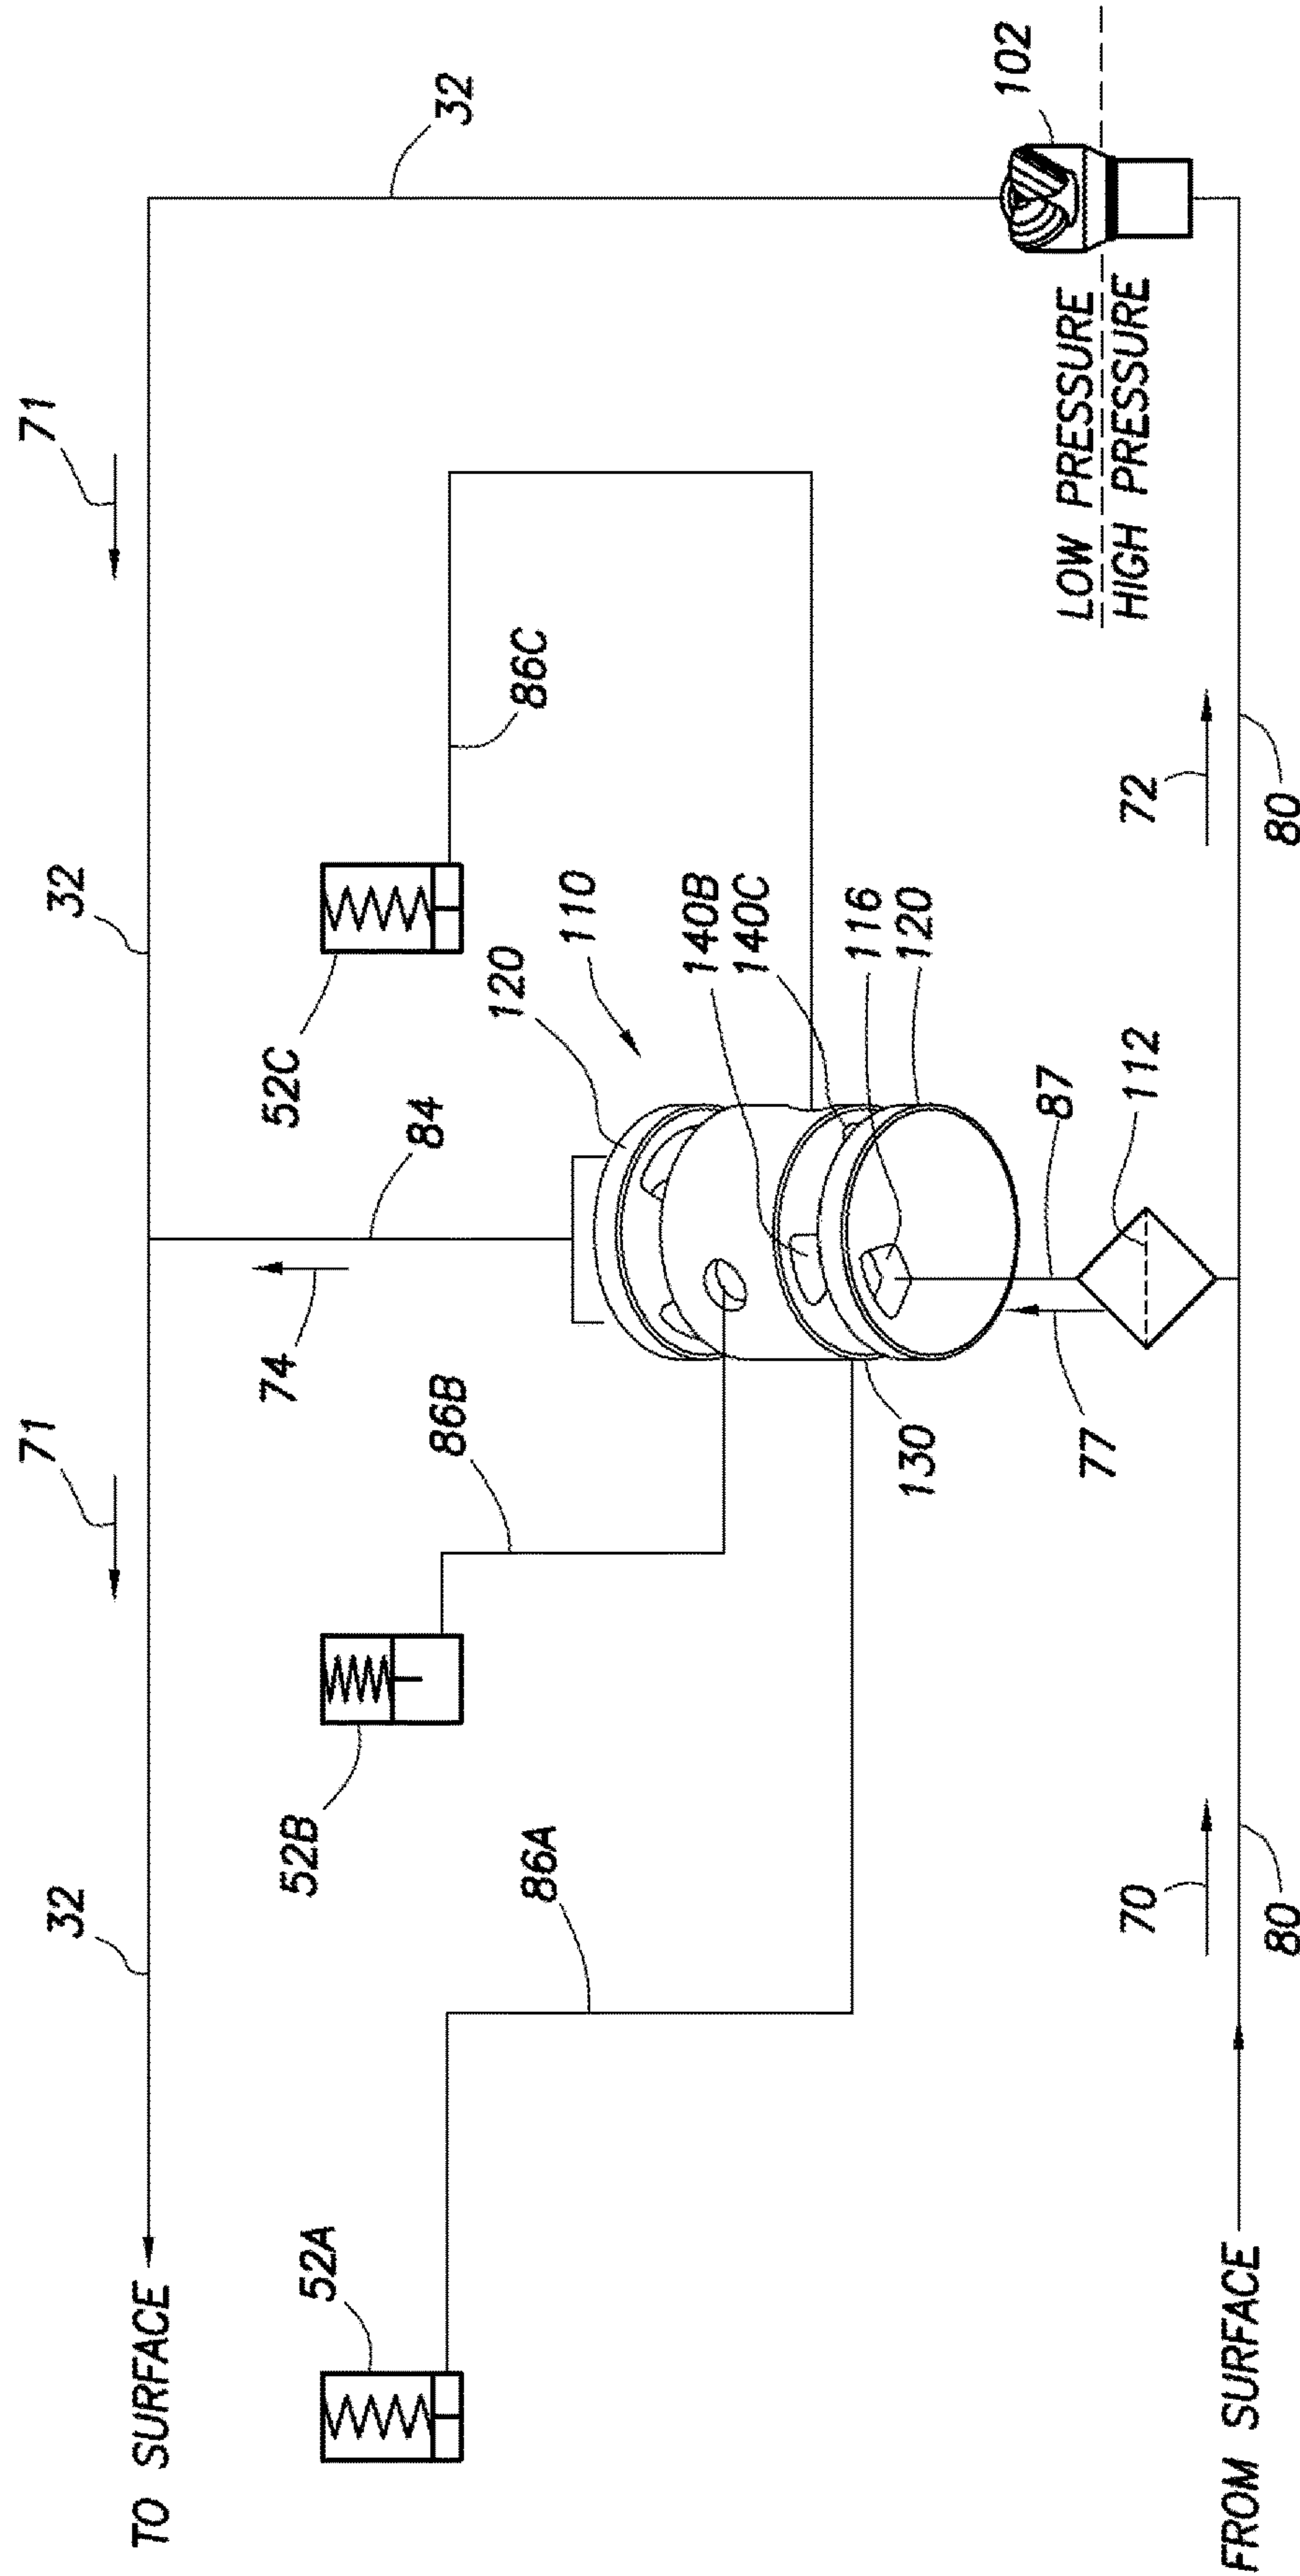 71
71
32
32
TO SURFACE
52A
52B
74
52C
84
32
86B
120
86A
86C
110
140B
140C
116
130
120
102
87
77
LOW PRESSURE
HIGH PRESSURE
70
112
72
FROM SURFACE
80
80